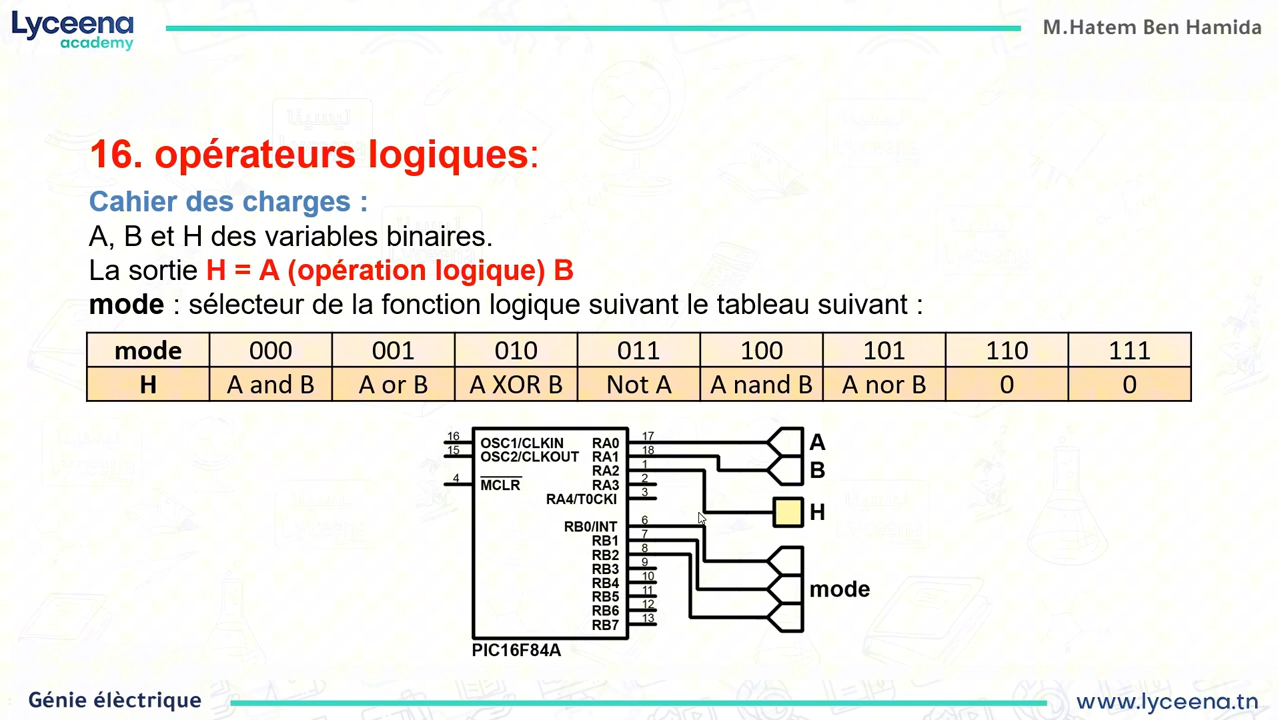 Lyceena
academy
M.Hatem Ben Hamida
16. opérateurs logiques:
Cahier des charges :
A, B et H des variables binaires.
La sortie H = A (opération logique) B
mode : sélecteur de la fonction logique suivant le tableau suivant :
mode 000 001 010 011 100 101 110 111
H A and B A or B A XOR B Not A A nand B A nor B 0 0
16 OSC1/CLKIN RA0 17 A
15 OSC2/CLKOUT RA1 18
RA2 1 B
4 MCLR RA3 2
RA4/T0CKI 3
H
RB0/INT 6
RB1 7
RB2 8
RB3 9
RB4 10
RB5 11 mode
RB6 12
RB7 13
PIC16F84A
Génie élèctrique
www.lyceena.tn